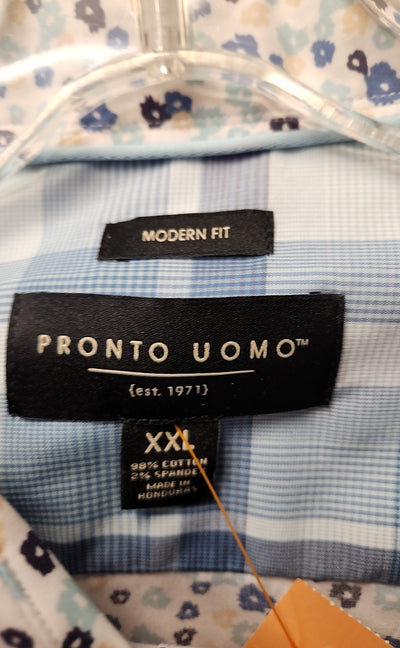 MODERN FIT
PRONTO UOMO™
{est. 1971}
XXL
98% COTTON
2% SPANDEX
MADE IN
HONDURAS